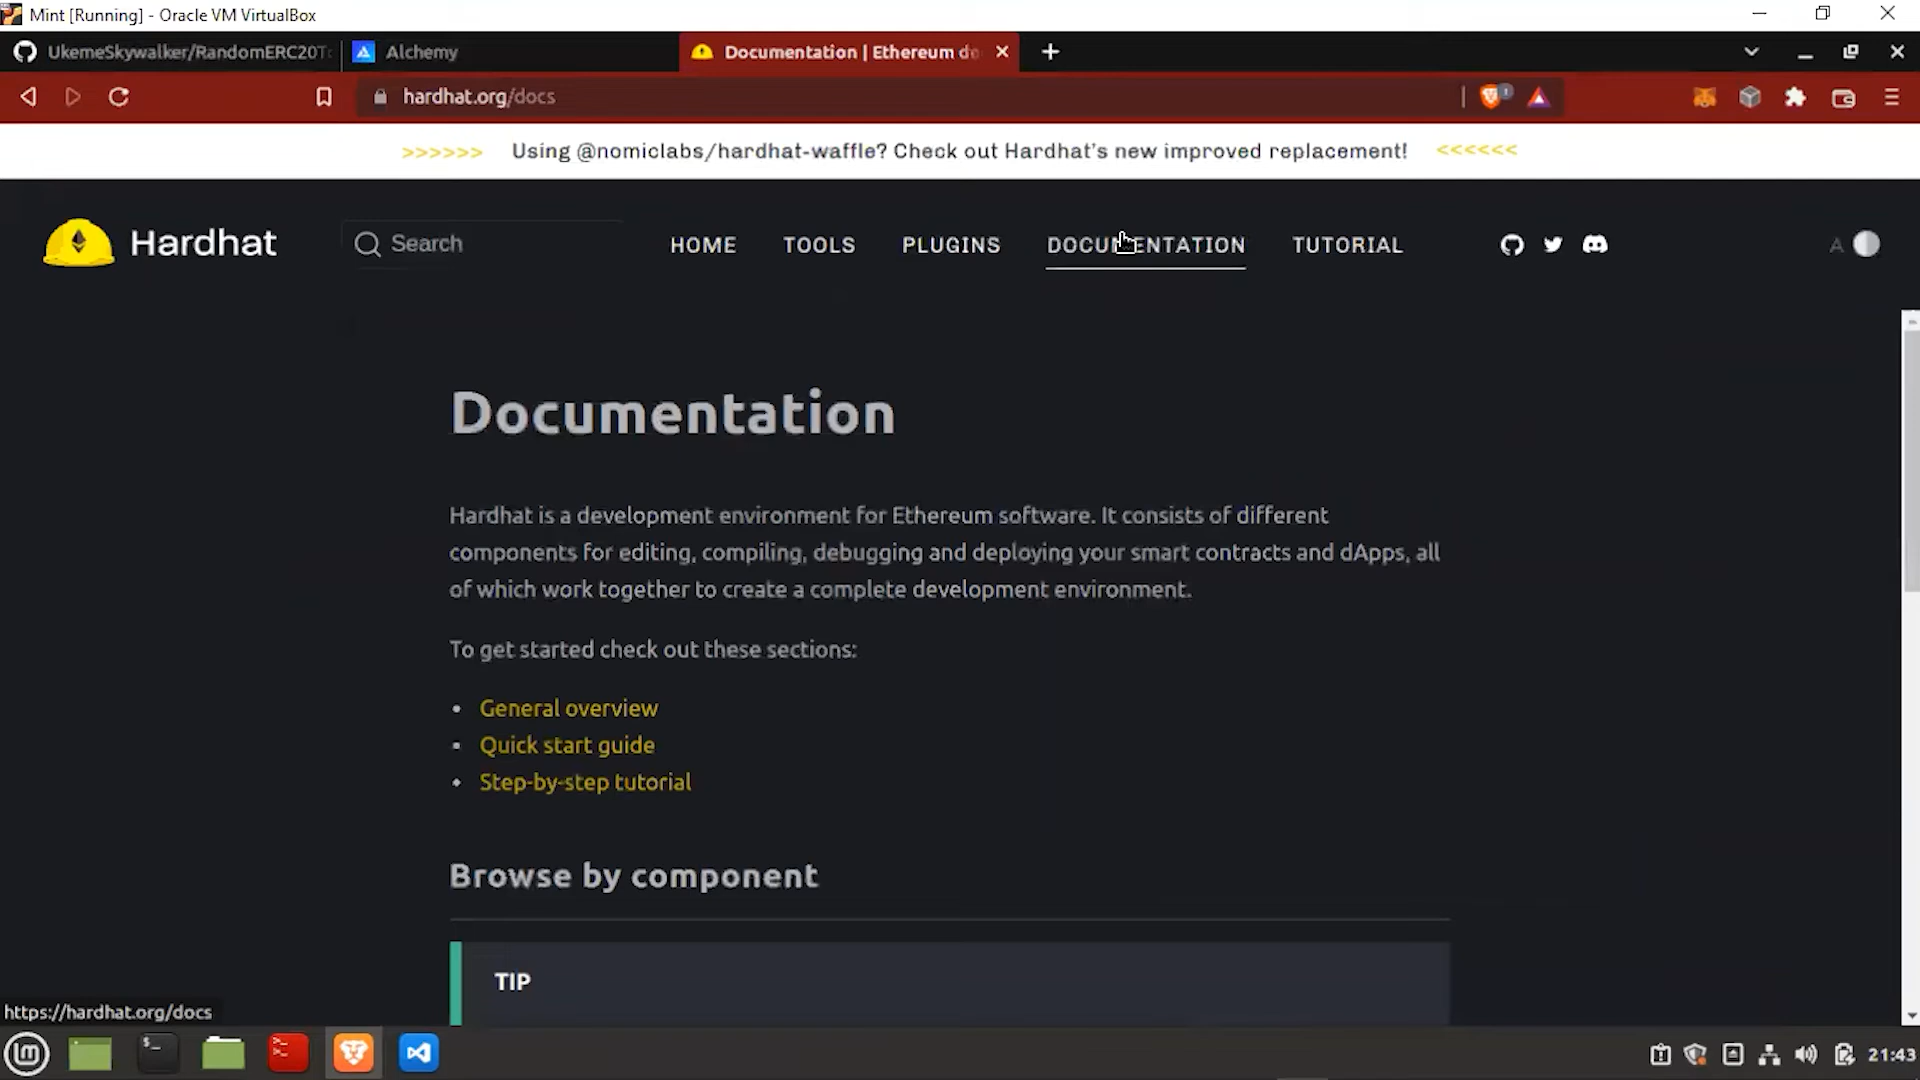 Mint [Running] - Oracle VM VirtualBox
UkemeSkywalker/RandomERC20T
Alchemy
Documentation | Ethereum de
hardhat.org/docs
>>>>>> Using @nomiclabs/hardhat-waffle? Check out Hardhat's new improved replacement! <<<<<<
Hardhat
Search
HOME
TOOLS
PLUGINS
DOCUMENTATION
TUTORIAL
A
Documentation
Hardhat is a development environment for Ethereum software. It consists of different
components for editing, compiling, debugging and deploying your smart contracts and dApps, all
of which work together to create a complete development environment.
To get started check out these sections:
• General overview
• Quick start guide
• Step-by-step tutorial
Browse by component
TIP
https://hardhat.org/docs
21:43